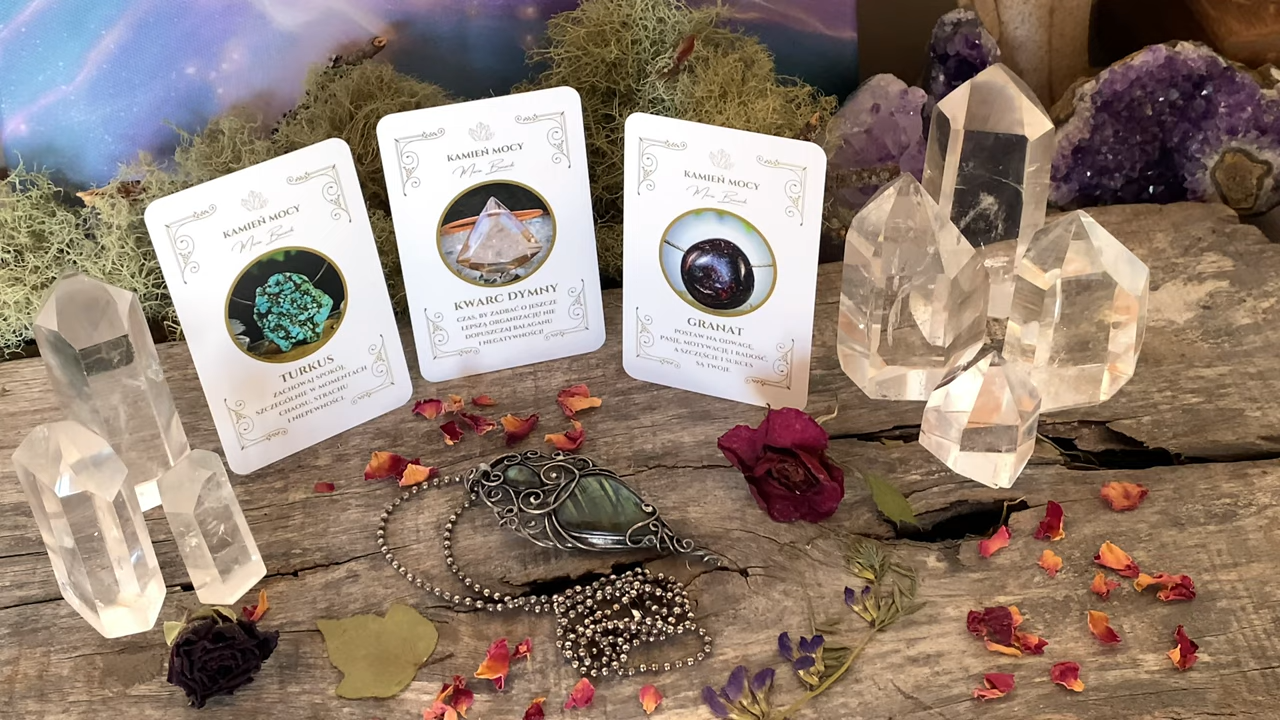 KAMIEŃ MOCY
TURKUS
ZACHOWAJ SPOKÓJ,
SZCZEGÓLNIE W MOMENTACH
CHAOSU, STRACHU
I NIEPEWNOŚCI.
KAMIEŃ MOCY
KWARC DYMNY
CZAS, BY ZADBAĆ O JESZCZE
LEPSZĄ ORGANIZACJĘ! NIE
DOPUSZCZAJ BAŁAGANU
I NEGATYWNOŚCI!
KAMIEŃ MOCY
GRANAT
POSTAW NA ODWAGĘ,
PASJĘ, MOTYWACJĘ I RADOŚĆ,
A SZCZĘŚCIE I SUKCES
SĄ TWOJE.